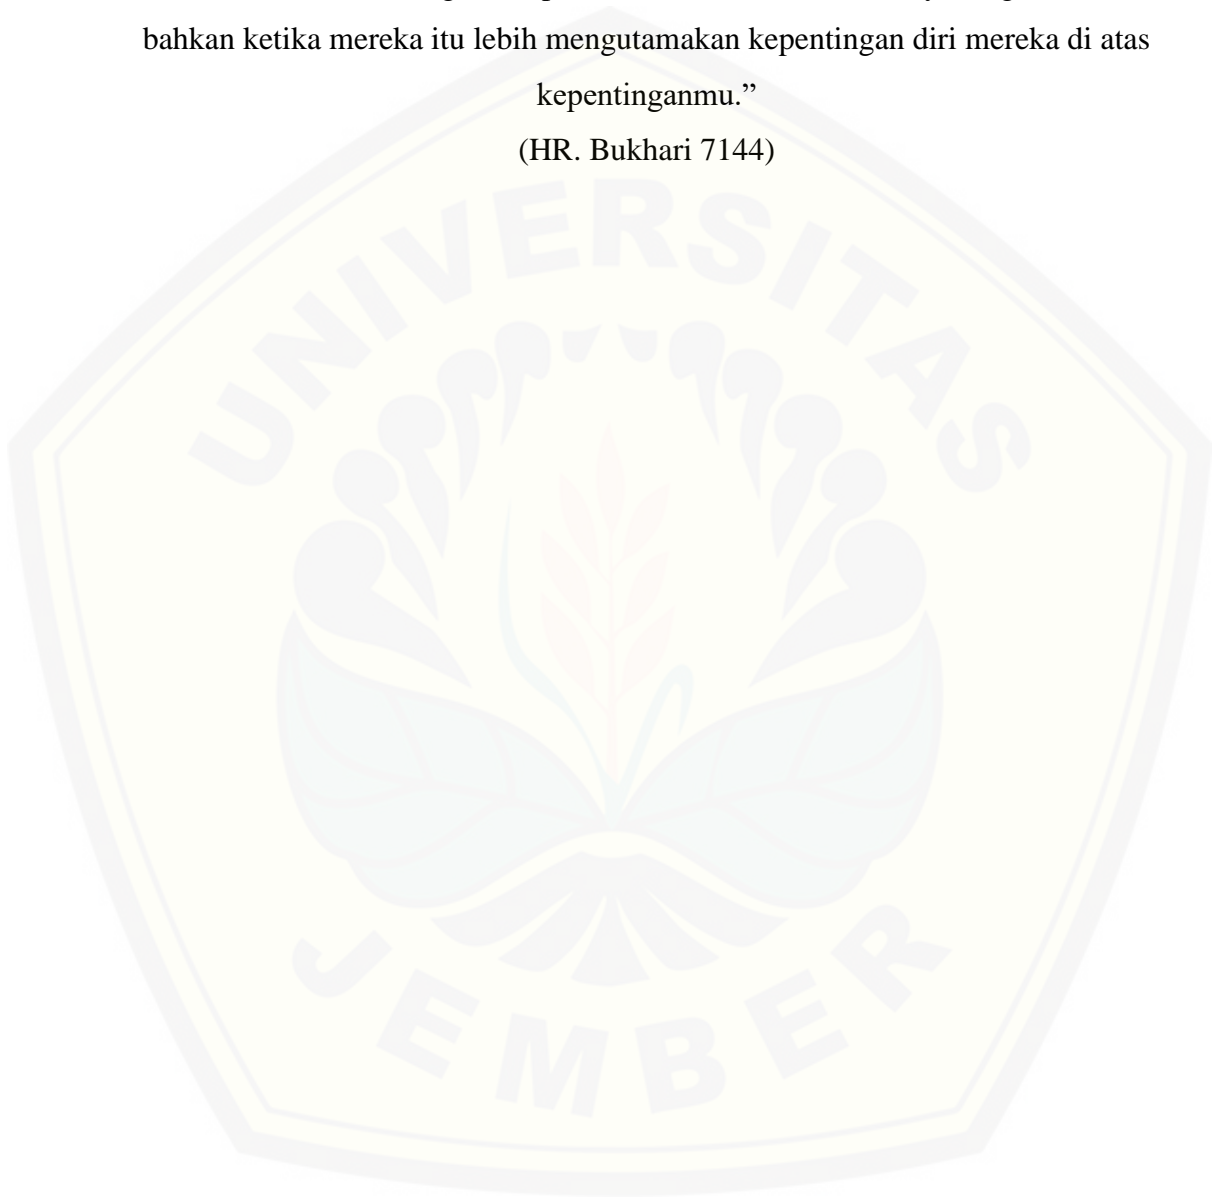 bahkan ketika mereka itu lebih mengutamakan kepentingan diri mereka di atas
kepentinganmu.”
(HR. Bukhari 7144)
UNIVERSITAS
JEMBER